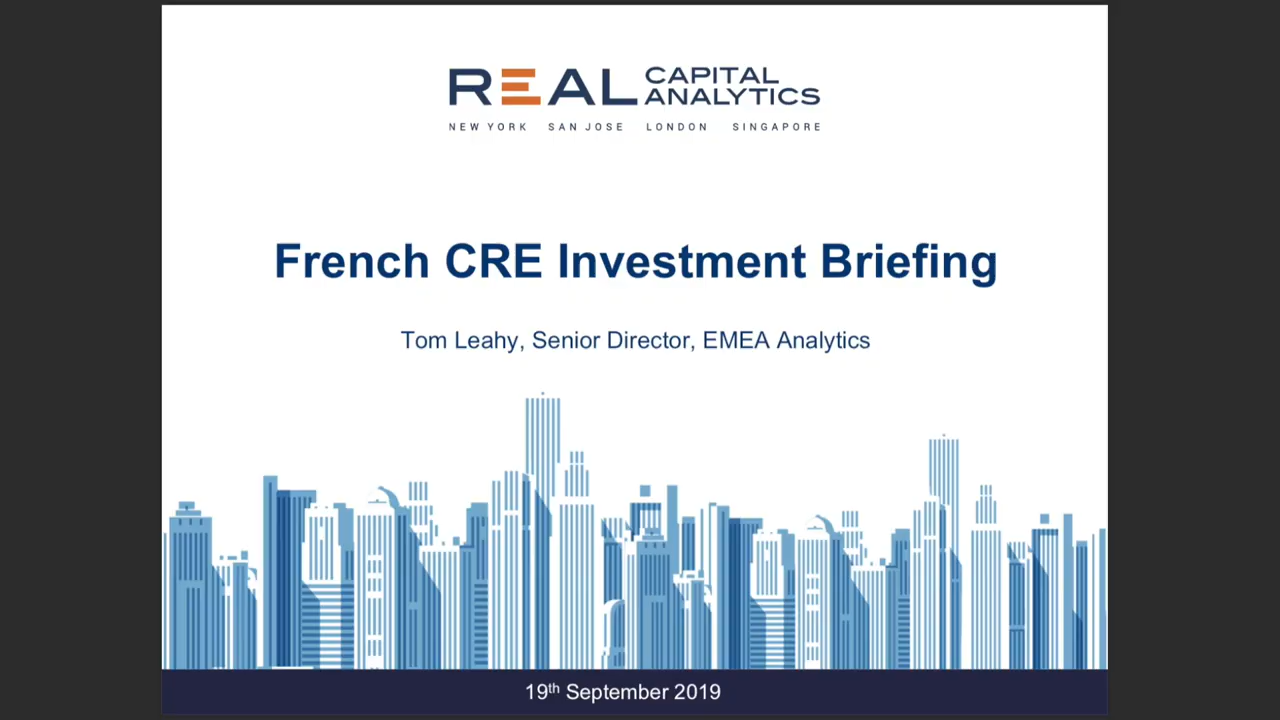 REAL CAPITAL ANALYTICS
NEW YORK SAN JOSE LONDON SINGAPORE
French CRE Investment Briefing
Tom Leahy, Senior Director, EMEA Analytics
19th September 2019